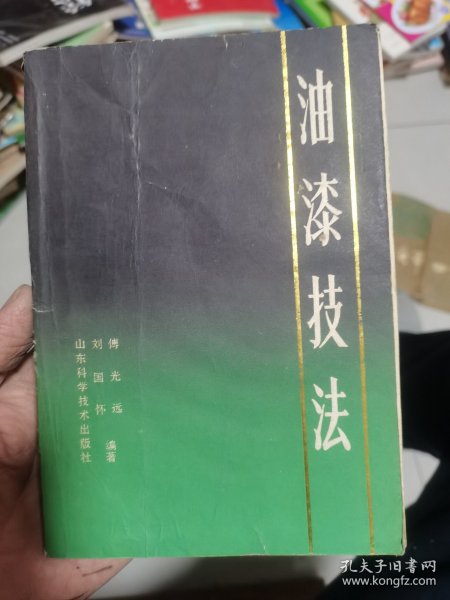 油漆技法
傅光远
刘国怀 编著
山东科学技术出版社
孔夫子旧书网
www.kongfz.com